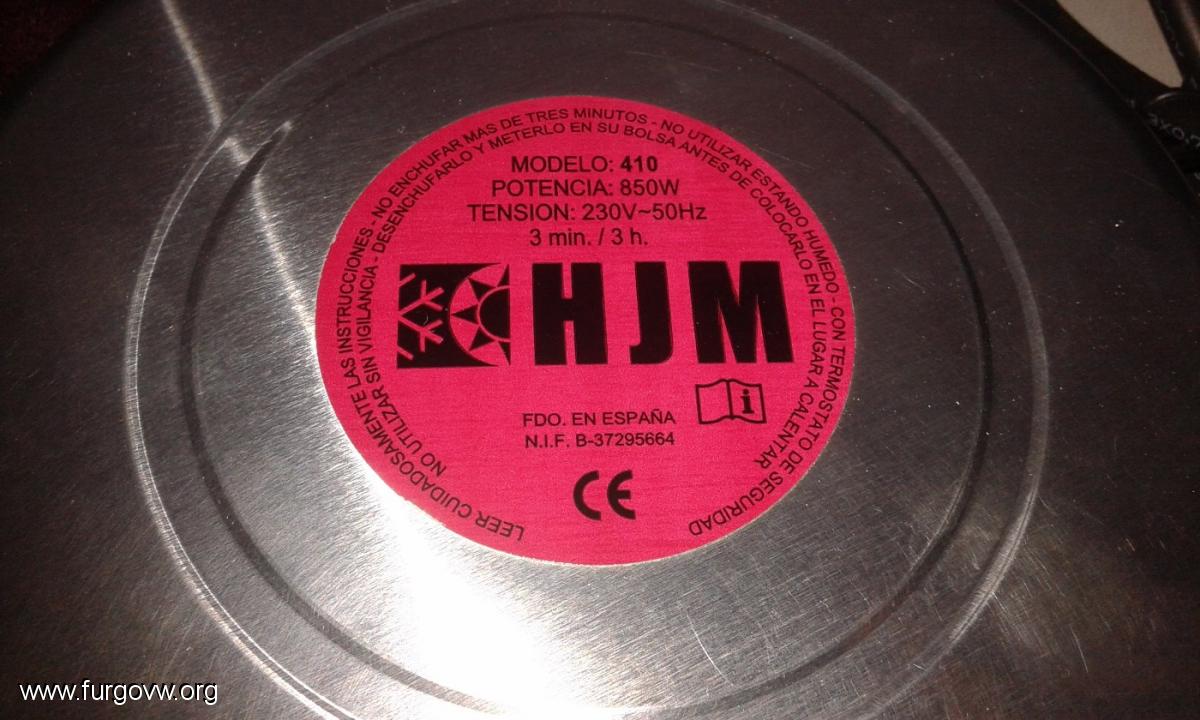 LEER CUIDADOSAMENTE LAS INSTRUCCIONES - NO ENCHUFAR MAS DE TRES MINUTOS - NO UTILIZAR ESTANDO HUMEDO - CON TERMOSTATO DE SEGURIDAD
NO UTILIZAR SIN VIGILANCIA - DESENCHUFARLO Y METERLO EN SU BOLSA ANTES DE COLOCARLO EN EL LUGAR A CALENTAR
MODELO: 410
POTENCIA: 850W
TENSION: 230V~50Hz
3 min. / 3 h.
HJM
i
FDO. EN ESPAÑA
N.I.F. B-37295664
CE
www.furgovw.org